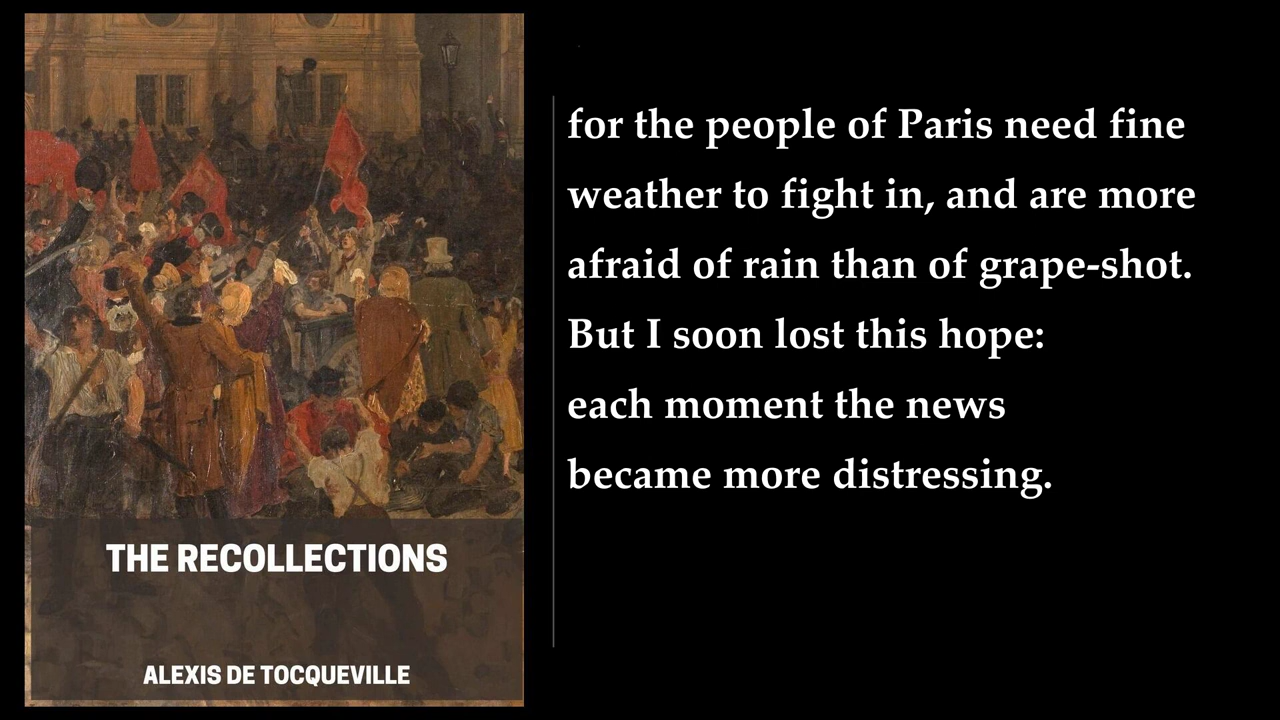 for the people of Paris need fine
weather to fight in, and are more
afraid of rain than of grape-shot.
But I soon lost this hope:
each moment the news
became more distressing.
THE RECOLLECTIONS
ALEXIS DE TOCQUEVILLE